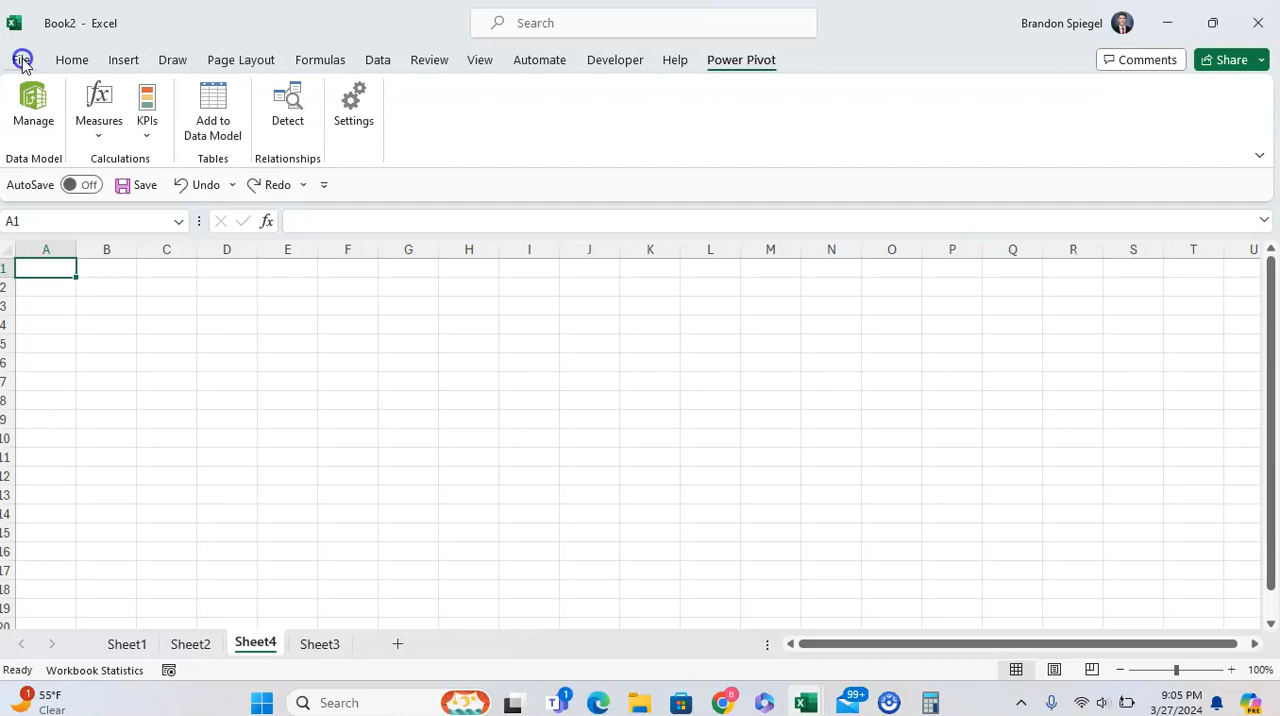 Book2 - Excel
Search
Brandon Spiegel
Home
Insert
Draw
Page Layout
Formulas
Data
Review
View
Automate
Developer
Help
Power Pivot
Comments
Share
Manage
Measures
KPIs
Add to
Data Model
Detect
Settings
Data Model
Calculations
Tables
Relationships
AutoSave
Off
Save
Undo
Redo
A1
fx
A B C D E F G H I J K L M N O P Q R S T U
1
2
3
4
5
6
7
8
9
10
11
12
13
14
15
16
17
18
19
20
Sheet1
Sheet2
Sheet4
Sheet3
Ready
Workbook Statistics
100%
1
55°F
Clear
Search
1
99+
9:05 PM
3/27/2024
PRE